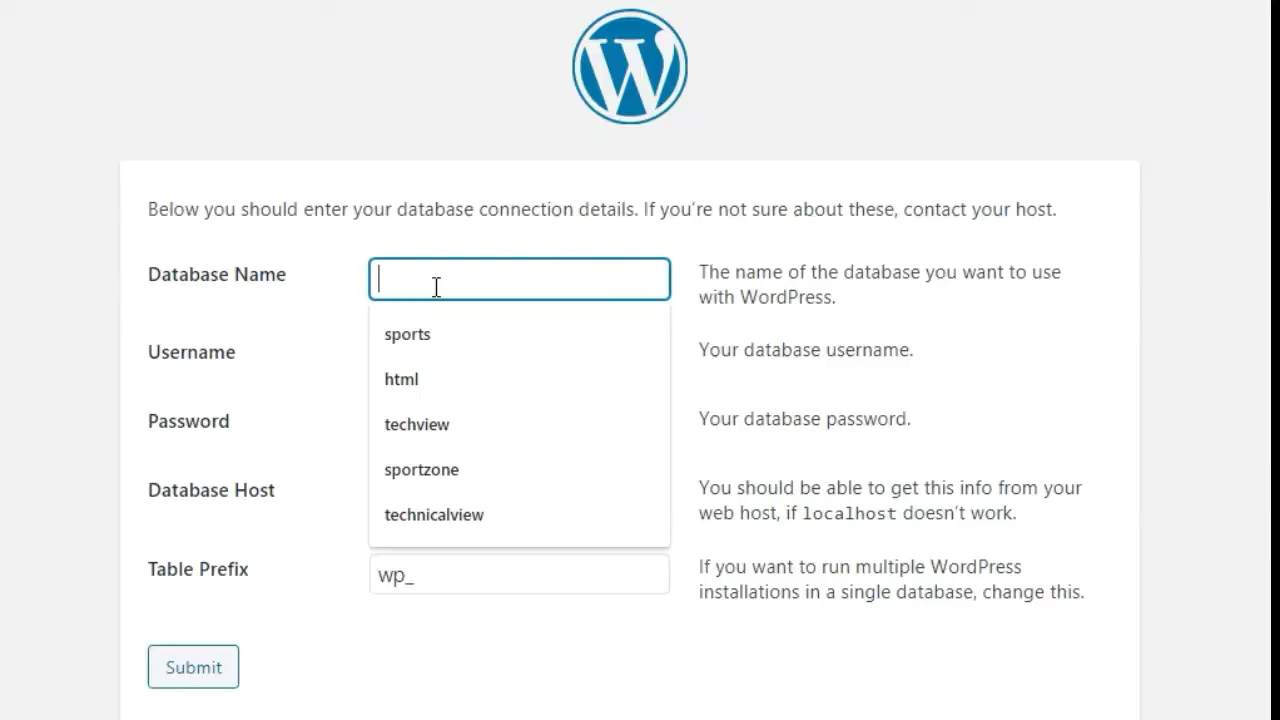 W
Below you should enter your database connection details. If you’re not sure about these, contact your host.
Database Name
The name of the database you want to use
with WordPress.
sports
html
techview
sportzone
technicalview
Username
Your database username.
Password
Your database password.
Database Host
You should be able to get this info from your
web host, if localhost doesn’t work.
Table Prefix
wp_
If you want to run multiple WordPress
installations in a single database, change this.
Submit